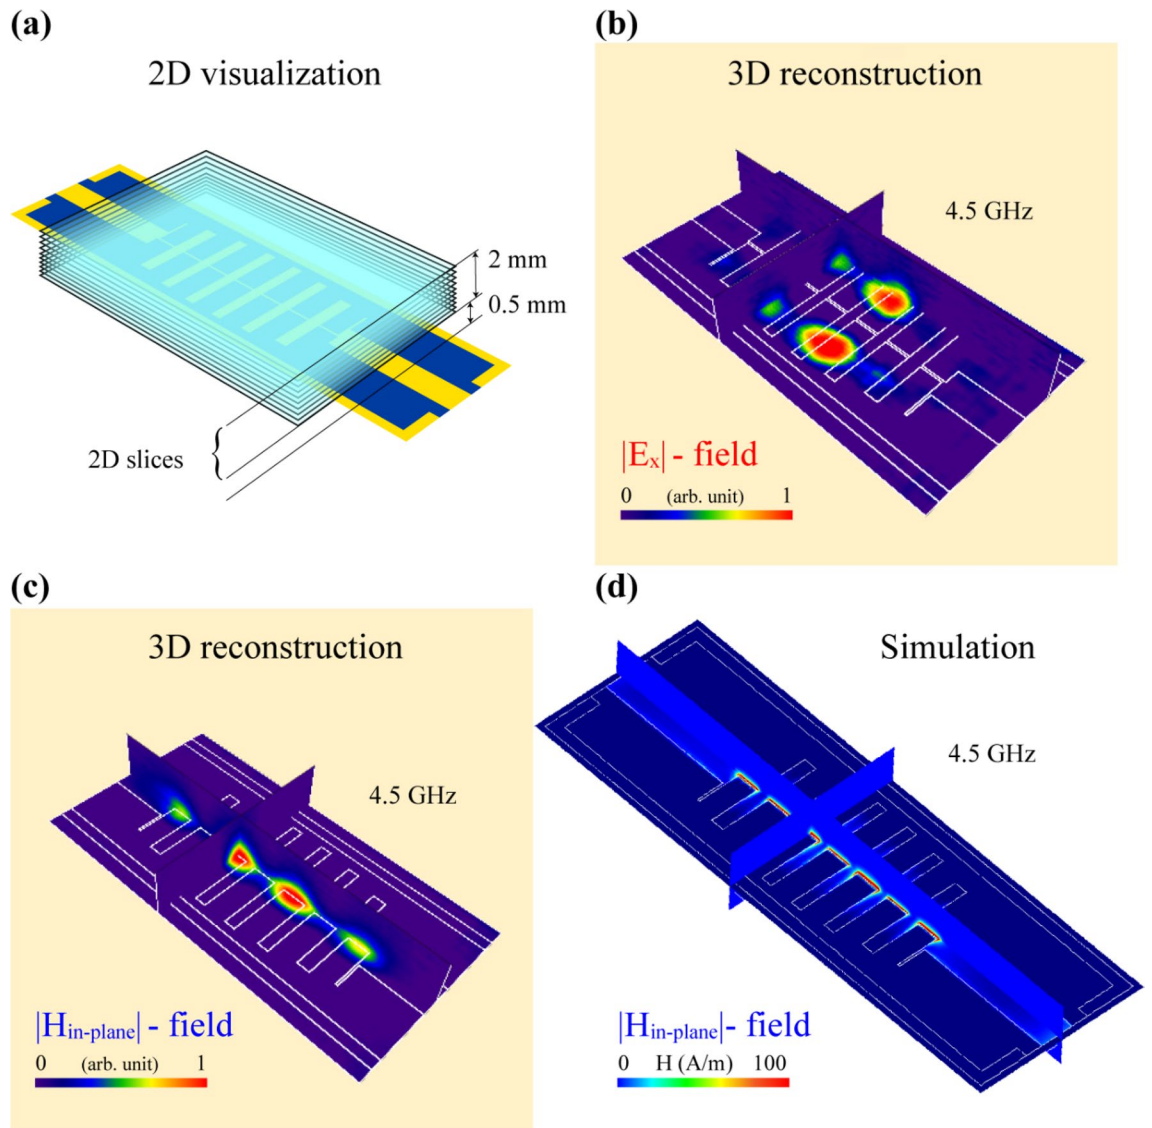 (a)
2D visualization
2 mm
0.5 mm
2D slices
(b)
3D reconstruction
4.5 GHz
|Ex| - field
0 (arb. unit) 1
(c)
3D reconstruction
4.5 GHz
|Hin-plane| - field
0 (arb. unit) 1
(d)
Simulation
4.5 GHz
|Hin-plane| - field
0 H (A/m) 100